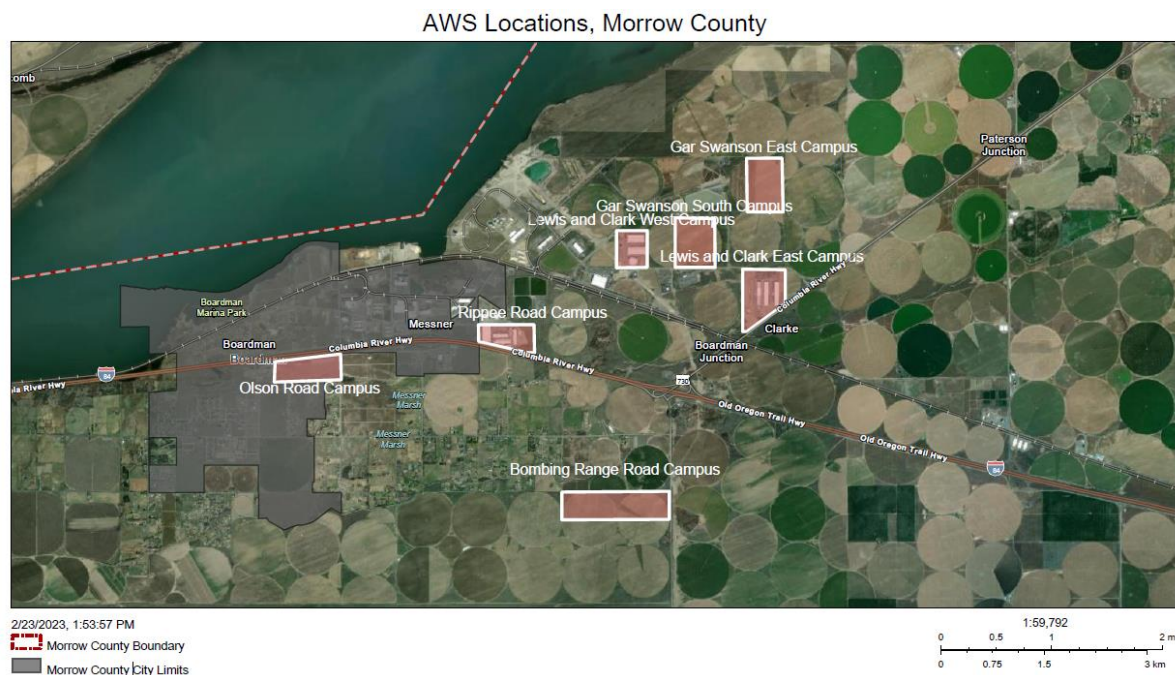 AWS Locations, Morrow County
comb
Paterson
Junction
Gar Swanson East Campus
Gar Swanson South Campus
Lewis and Clark West Campus
Lewis and Clark East Campus
Columbia River Hwy
Boardman
Marina Park
Messner
Rippee Road Campus
Clarke
Boardman
Junction
Boardman
Columbia River Hwy
Columbia River Hwy
84
bia River Hwy
Olson Road Campus
730
Messner
Marsh
Old Oregon Trail Hwy
Messner
Marsh
Old Oregon Trail Hwy
84
Bombing Range Road Campus
2/23/2023, 1:53:57 PM
Morrow County Boundary
Morrow County City Limits
1:59,792
0 0.5 1 2 m
0 0.75 1.5 3 km